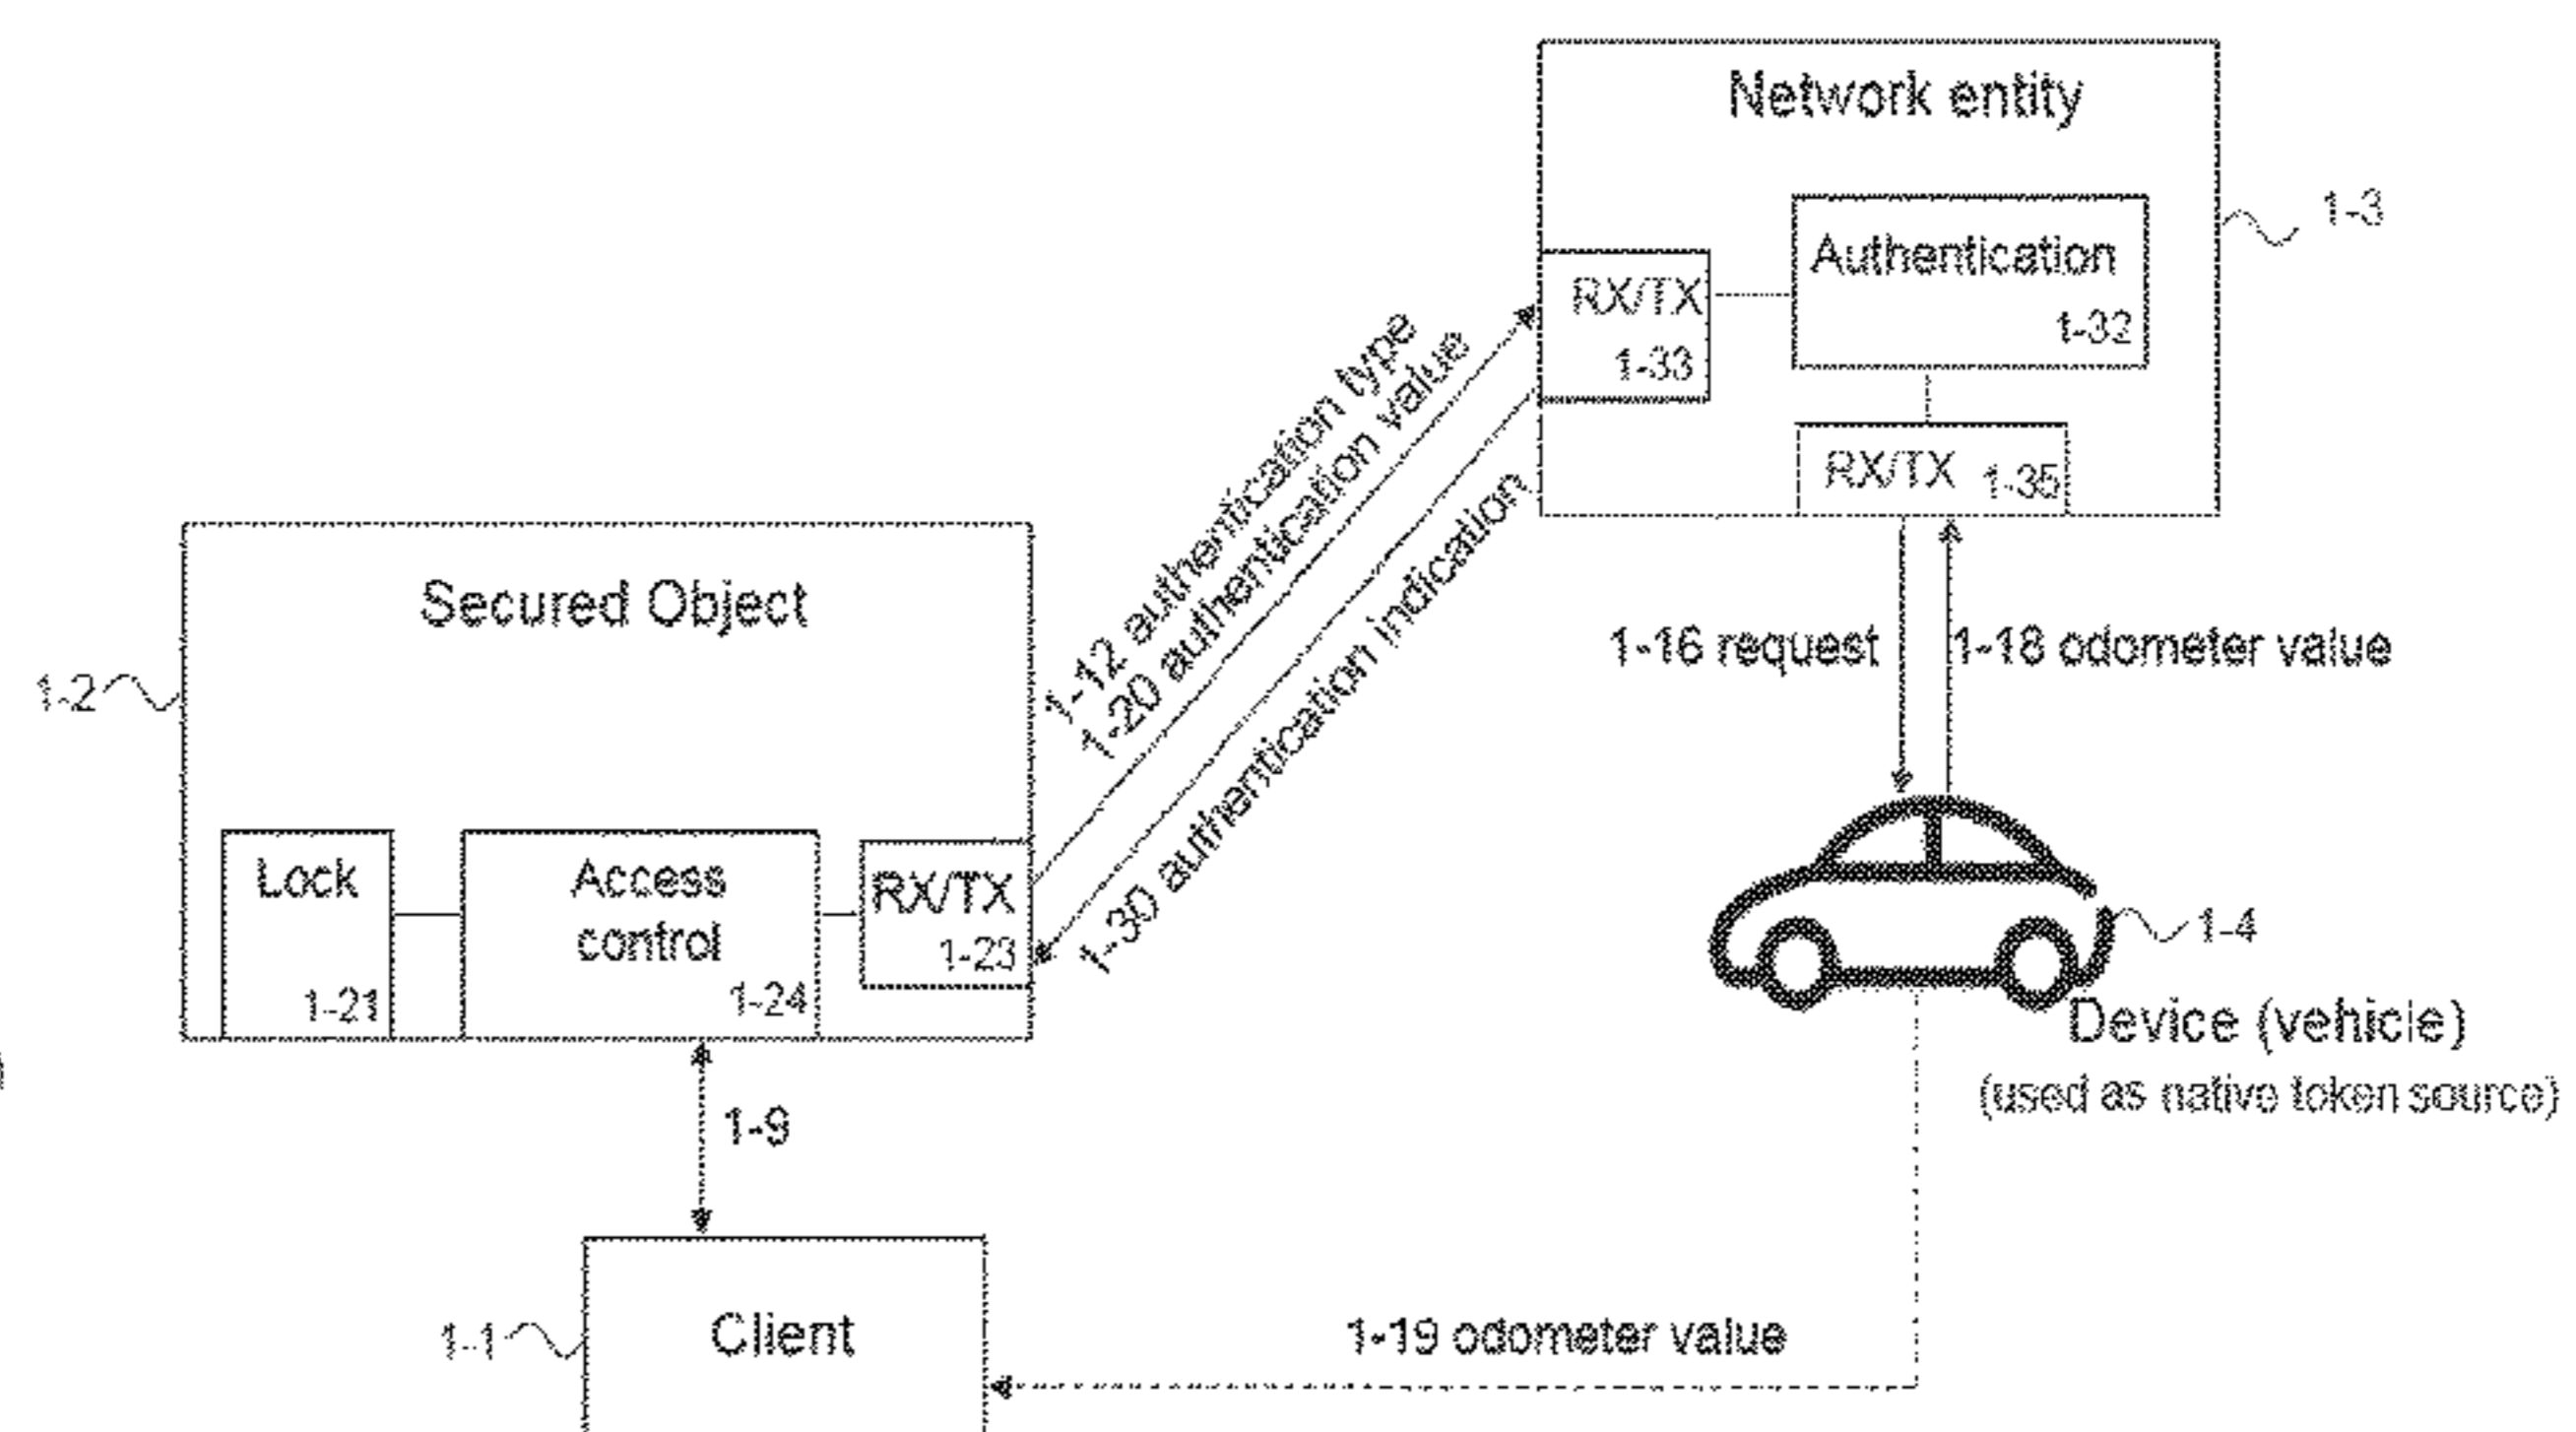 Network entity
1-3
Authentication
1-32
RX/TX
1-33
RX/TX 1-35
1-12 authentication type
1-20 authentication value
1-30 authentication indication
Secured Object
1-2
1-16 request
1-18 odometer value
Lock
1-21
Access
control
1-24
RX/TX
1-23
1-4
Device (vehicle)
(used as native token source)
1-9
1-1
Client
1-19 odometer value